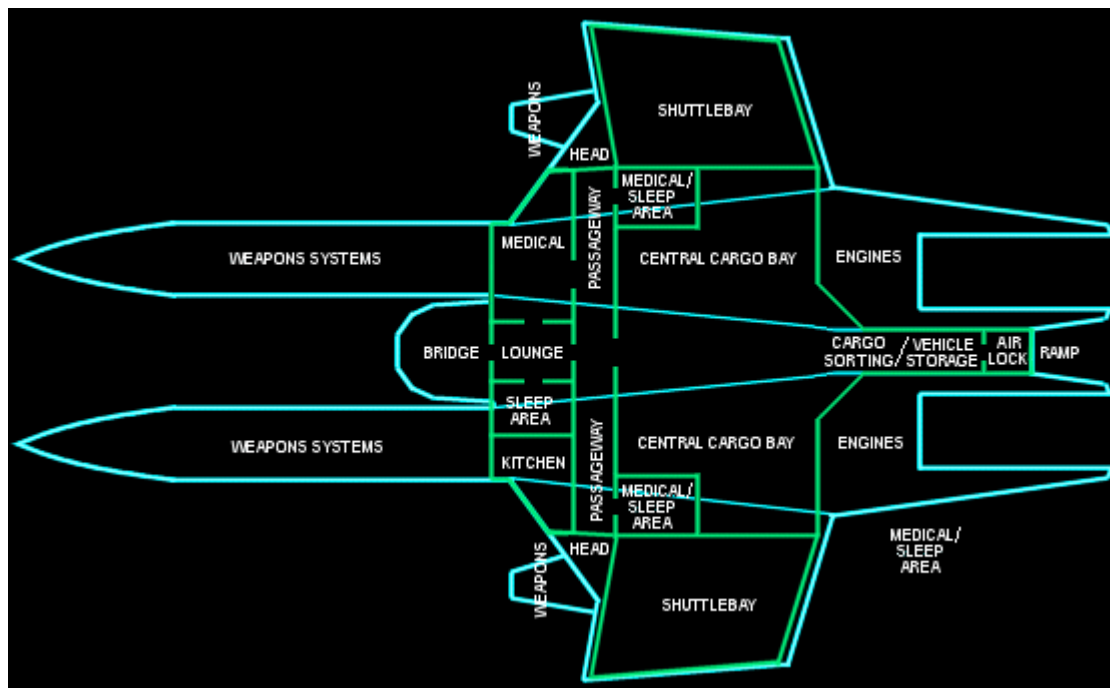 WEAPONS
SHUTTLEBAY
HEAD
MEDICAL/
SLEEP
AREA
MEDICAL
PASSAGEWAY
WEAPONS SYSTEMS
CENTRAL CARGO BAY
ENGINES
BRIDGE
LOUNGE
CARGO
SORTING/
VEHICLE
STORAGE
AIR
LOCK
RAMP
SLEEP
AREA
WEAPONS SYSTEMS
KITCHEN
PASSAGEWAY
CENTRAL CARGO BAY
ENGINES
MEDICAL/
SLEEP
AREA
MEDICAL/
SLEEP
AREA
HEAD
WEAPONS
SHUTTLEBAY